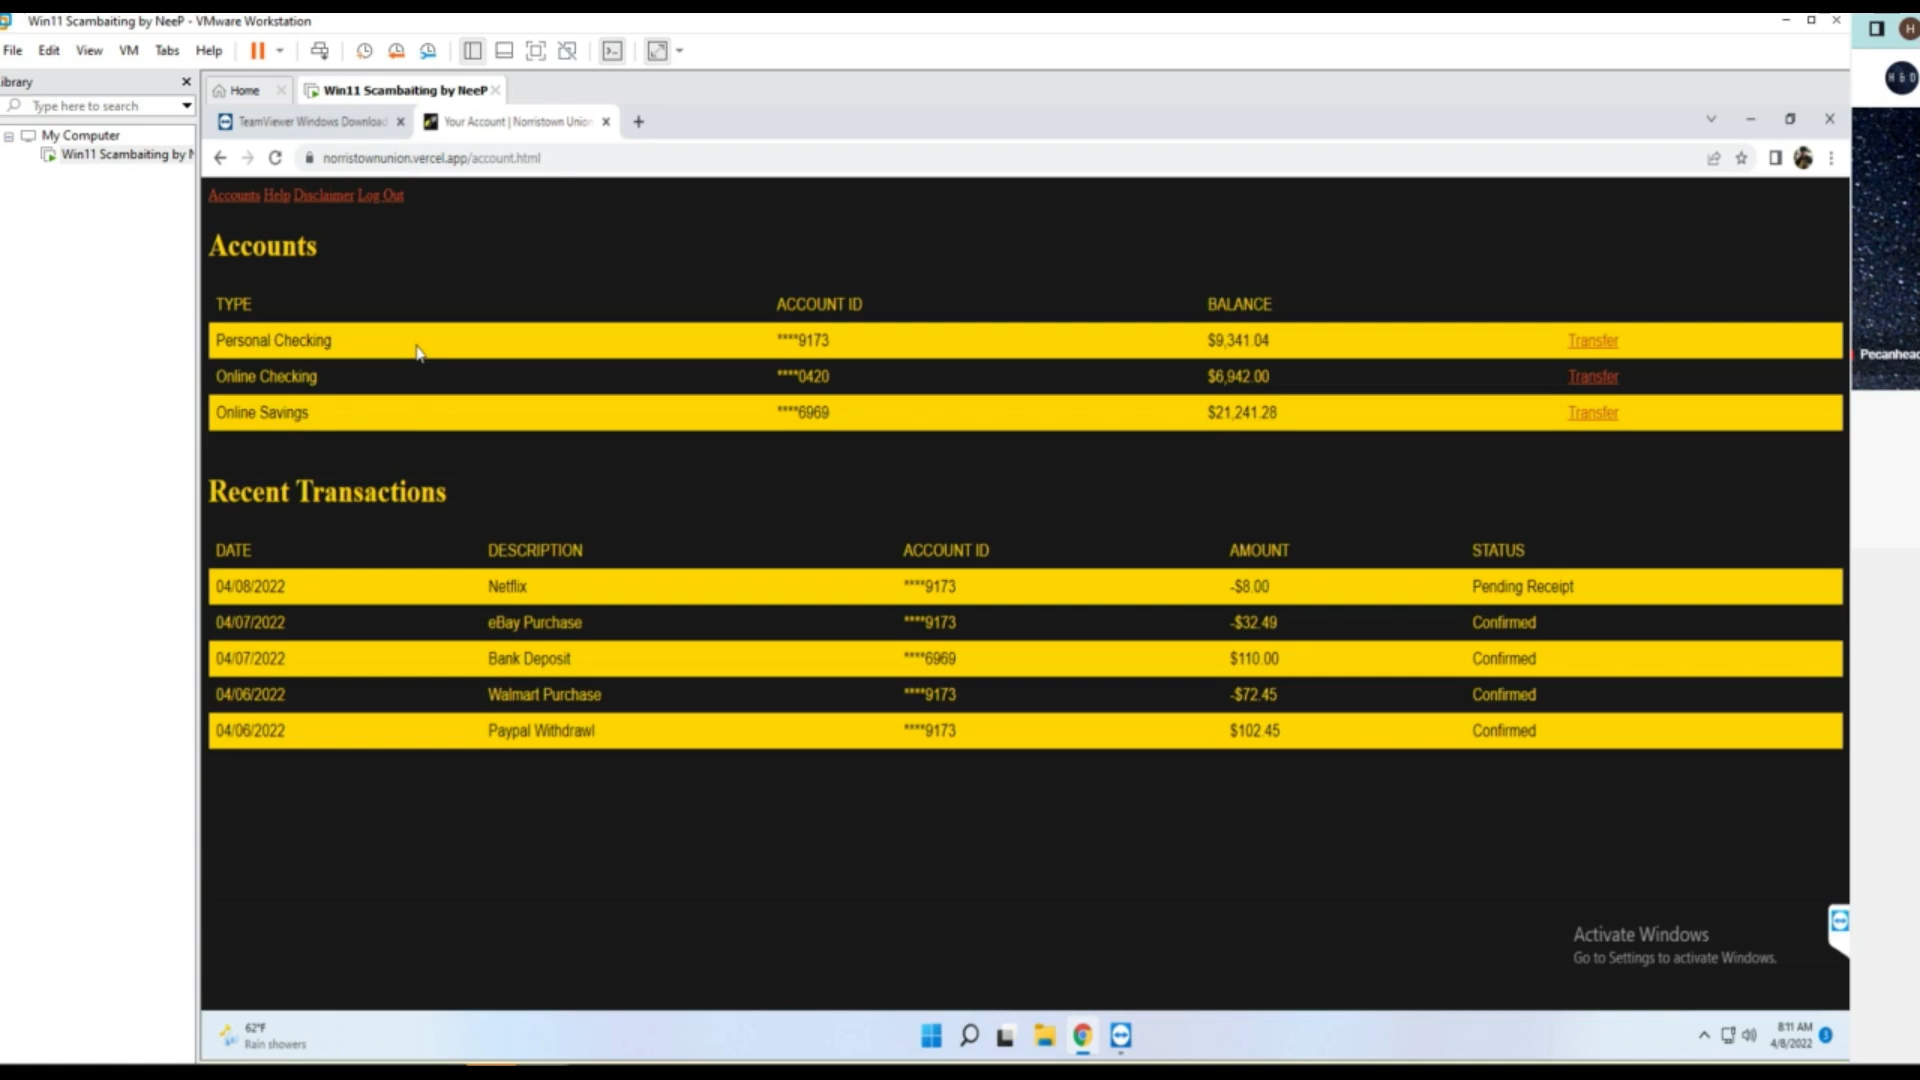 Win11 Scambaiting by NeeP - VMware Workstation
File Edit View VM Tabs Help
H
ibrary
Type here to search
My Computer
Win11 Scambaiting by N
Home
Win11 Scambaiting by NeeP
TeamViewer Windows Download
Your Account | Norristown Union
norristownunion.vercel.app/account.html
H & D
Accounts Help Disclaimer Log Out
Accounts
TYPE ACCOUNT ID BALANCE
Personal Checking ****9173 $9,341.04 Transfer
Online Checking ****0420 $6,942.00 Transfer
Online Savings ****6969 $21,241.28 Transfer
Pecanhead
Recent Transactions
DATE DESCRIPTION ACCOUNT ID AMOUNT STATUS
04/08/2022 Netflix ****9173 -$8.00 Pending Receipt
04/07/2022 eBay Purchase ****9173 -$32.49 Confirmed
04/07/2022 Bank Deposit ****6969 $110.00 Confirmed
04/06/2022 Walmart Purchase ****9173 -$72.45 Confirmed
04/06/2022 Paypal Withdrawl ****9173 $102.45 Confirmed
Activate Windows
Go to Settings to activate Windows.
62°F
Rain showers
8:11 AM
4/8/2022